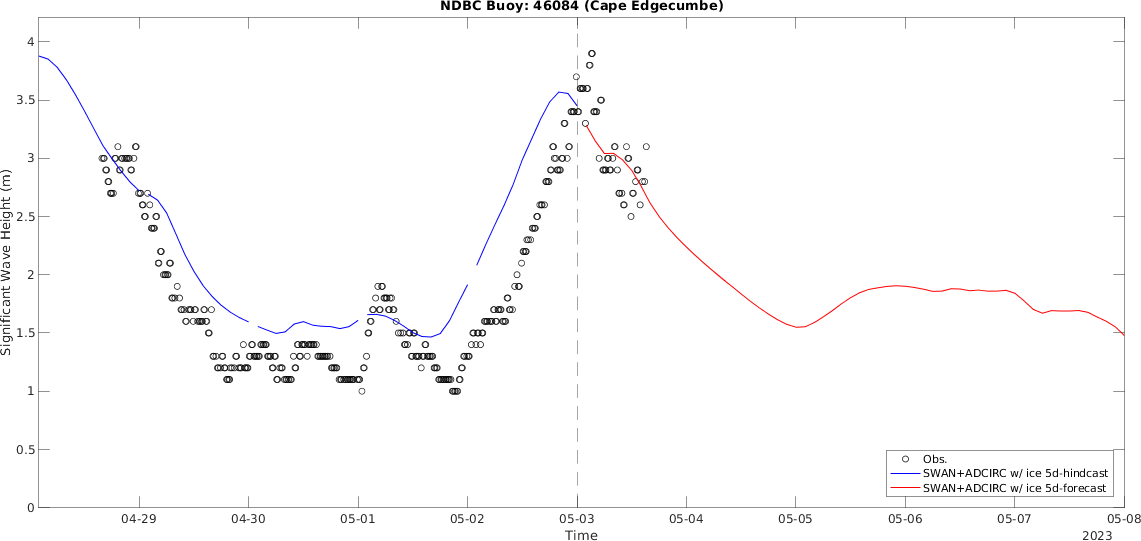 NDBC Buoy: 46084 (Cape Edgecumbe)
Significant Wave Height (m)
4
3.5
3
2.5
2
1.5
1
0.5
0
Obs.
SWAN+ADCIRC w/ ice 5d-hindcast
SWAN+ADCIRC w/ ice 5d-forecast
04-29 04-30 05-01 05-02 05-03 05-04 05-05 05-06 05-07 05-08
Time
2023